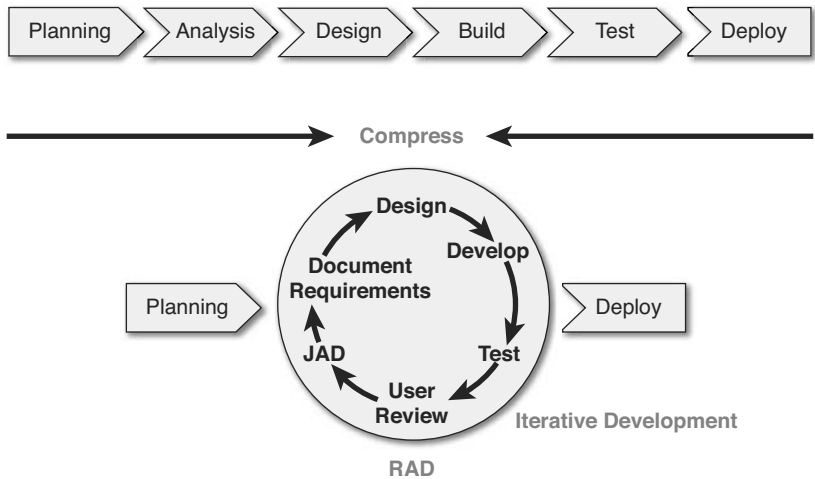 Planning
Analysis
Design
Build
Test
Deploy
Compress
Design
Develop
Document
Requirements
Planning
Deploy
JAD
Test
User
Review
Iterative Development
RAD